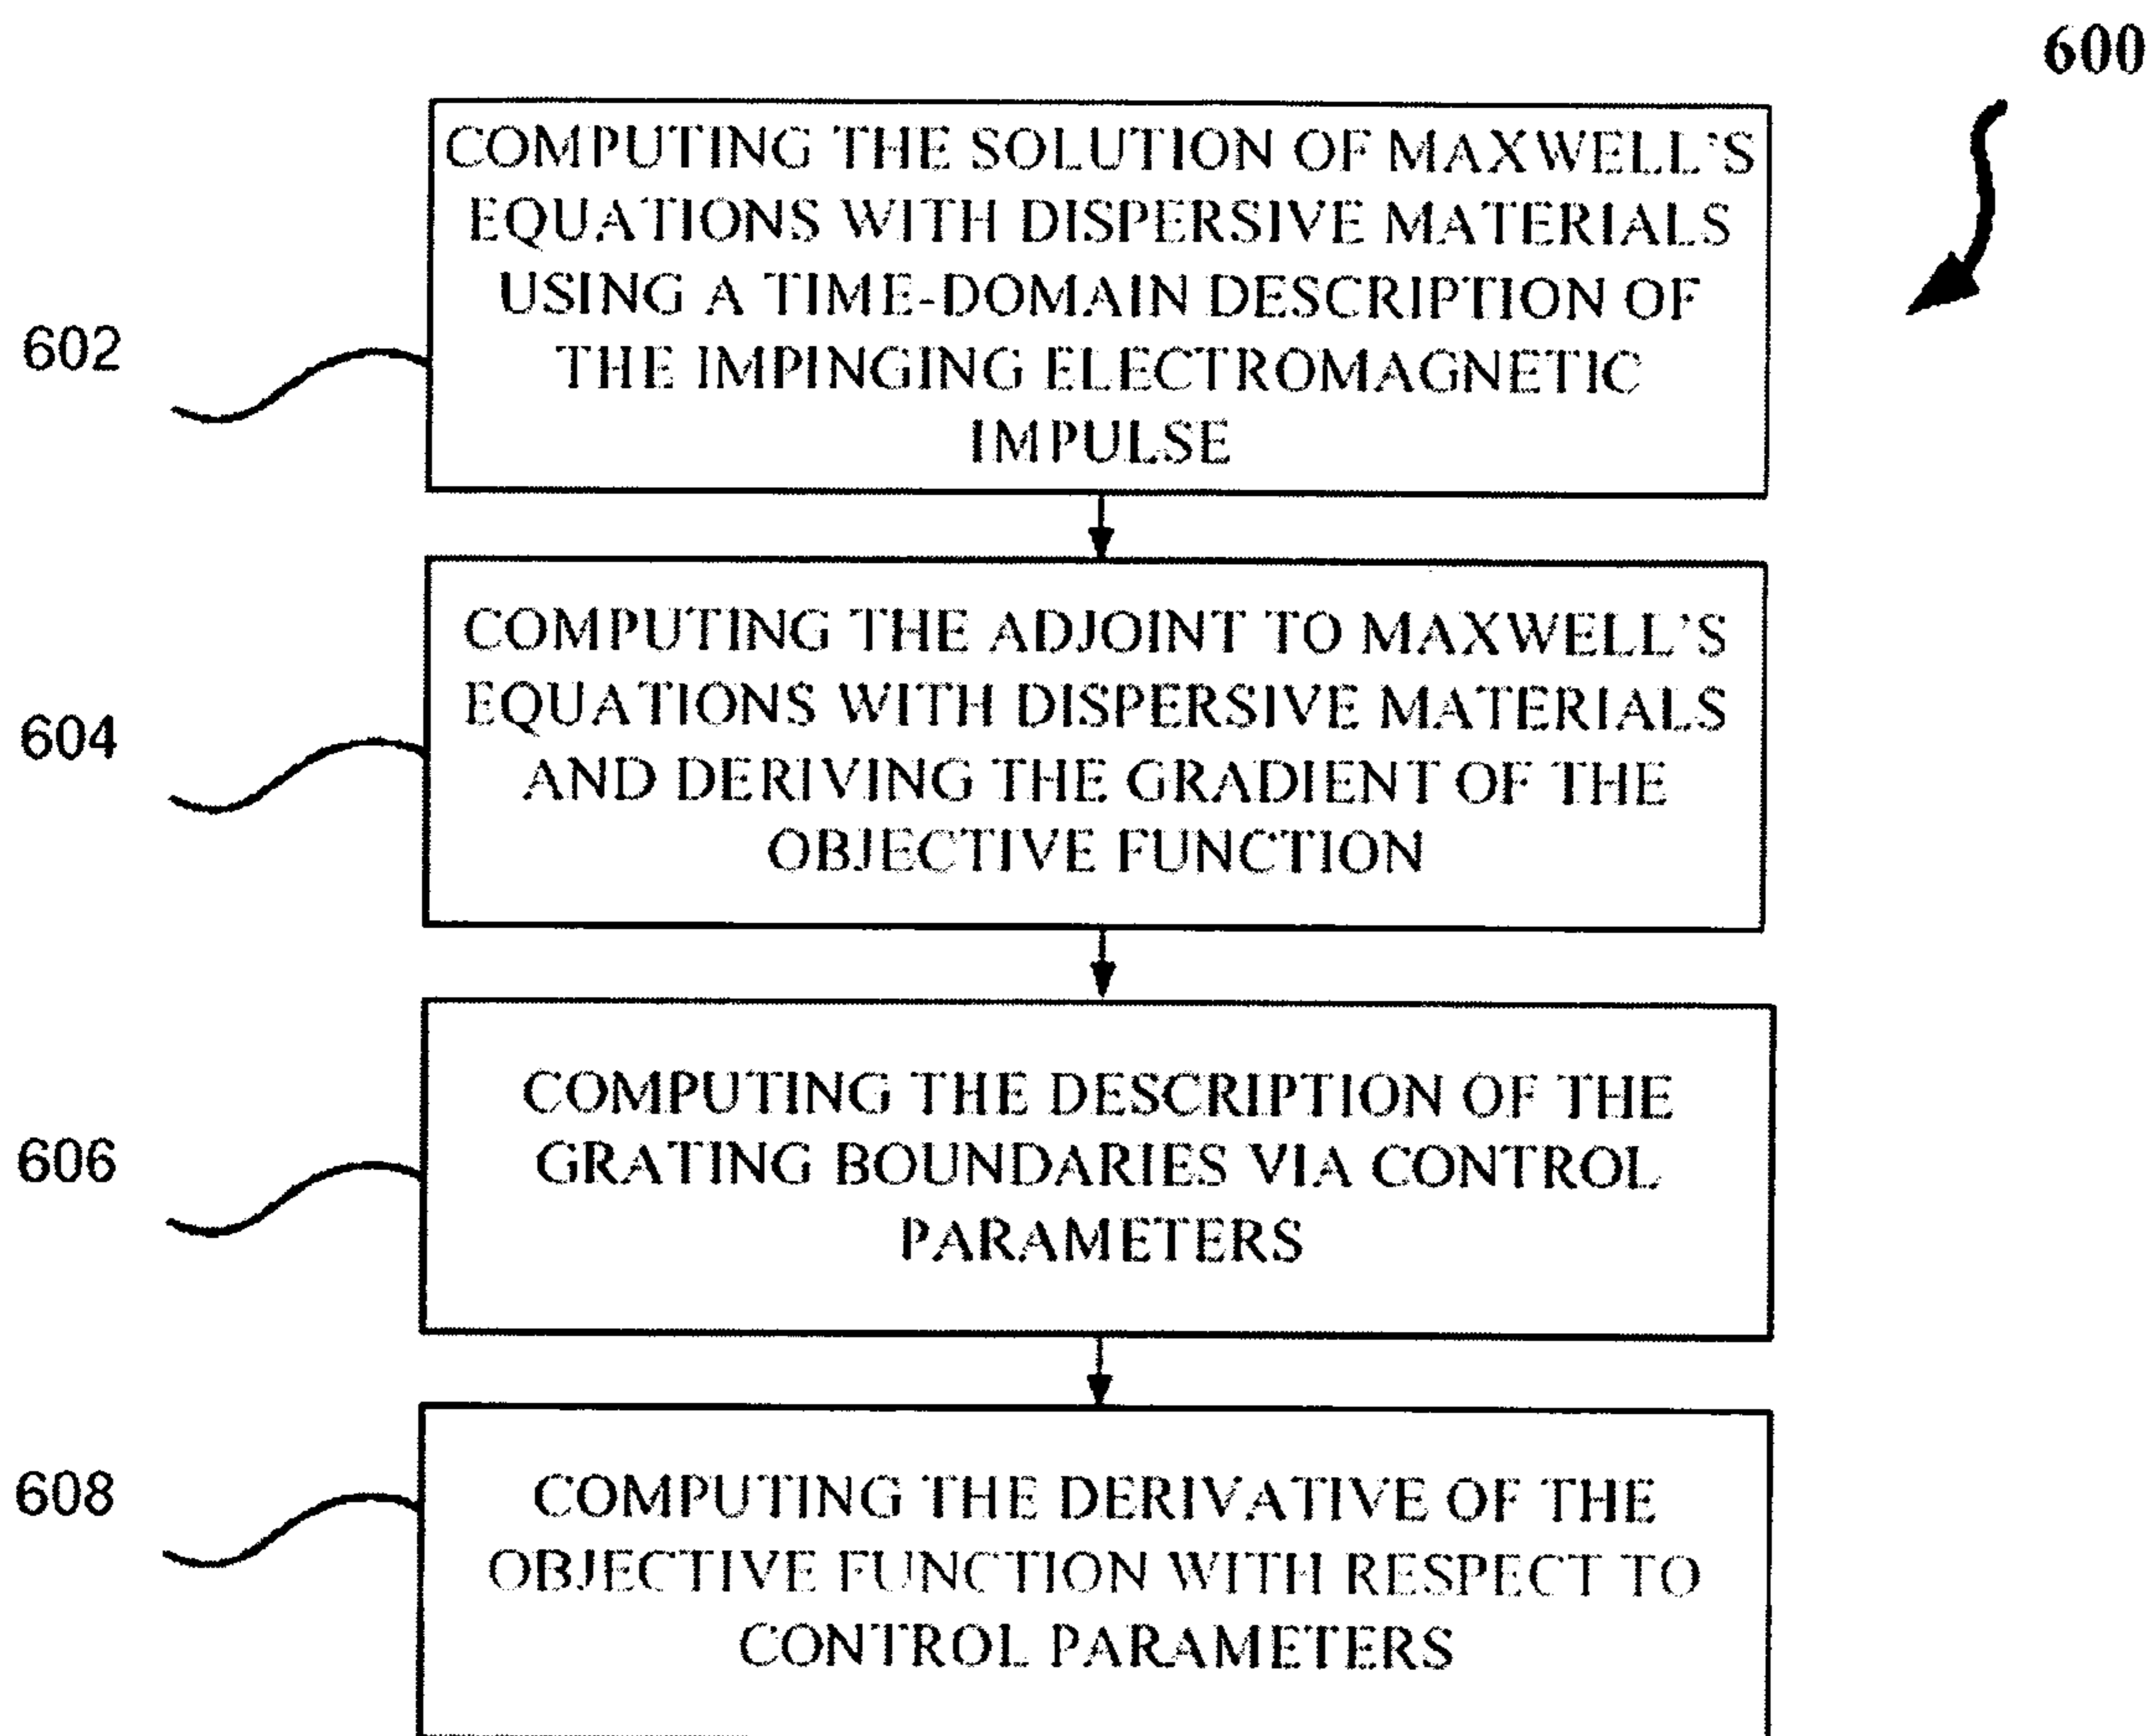 600
COMPUTING THE SOLUTION OF MAXWELL'S
EQUATIONS WITH DISPERSIVE MATERIALS
USING A TIME-DOMAIN DESCRIPTION OF
THE IMPINGING ELECTROMAGNETIC
IMPULSE
602
COMPUTING THE ADJOINT TO MAXWELL'S
EQUATIONS WITH DISPERSIVE MATERIALS
AND DERIVING THE GRADIENT OF THE
OBJECTIVE FUNCTION
604
COMPUTING THE DESCRIPTION OF THE
GRATING BOUNDARIES VIA CONTROL
PARAMETERS
606
COMPUTING THE DERIVATIVE OF THE
OBJECTIVE FUNCTION WITH RESPECT TO
CONTROL PARAMETERS
608